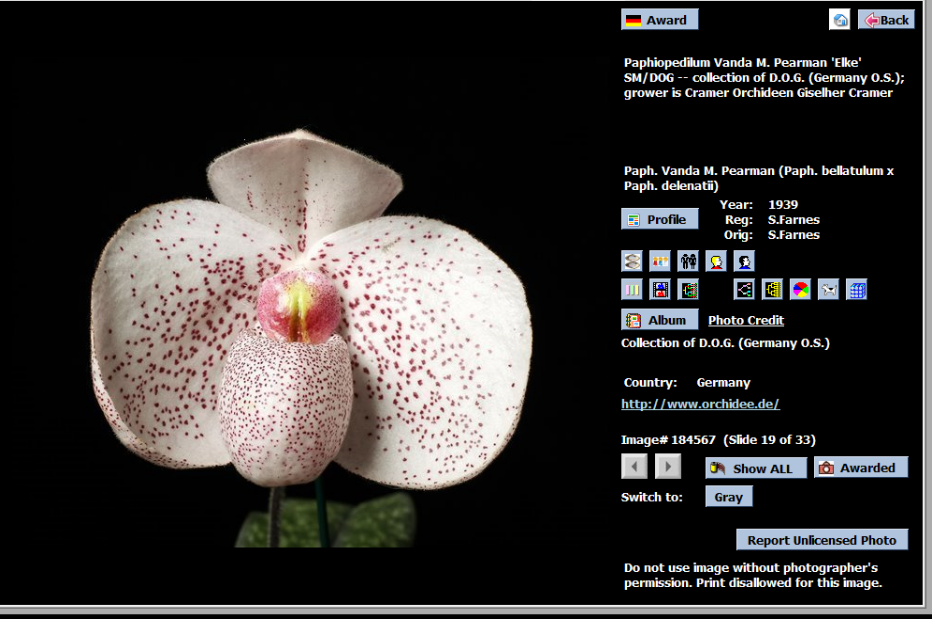 Award
Back
Paphiopedilum Vanda M. Pearman 'Elke'
SM/DOG -- collection of D.O.G. (Germany O.S.);
grower is Cramer Orchideen Giselher Cramer
Paph. Vanda M. Pearman (Paph. bellatulum x
Paph. delenatii)
Profile
Year: 1939
Reg: S.Farnes
Orig: S.Farnes
Album
Photo Credit
Collection of D.O.G. (Germany O.S.)
Country: Germany
http://www.orchidee.de/
Image# 184567 (Slide 19 of 33)
Show ALL
Awarded
Switch to:
Gray
Report Unlicensed Photo
Do not use image without photographer's
permission. Print disallowed for this image.